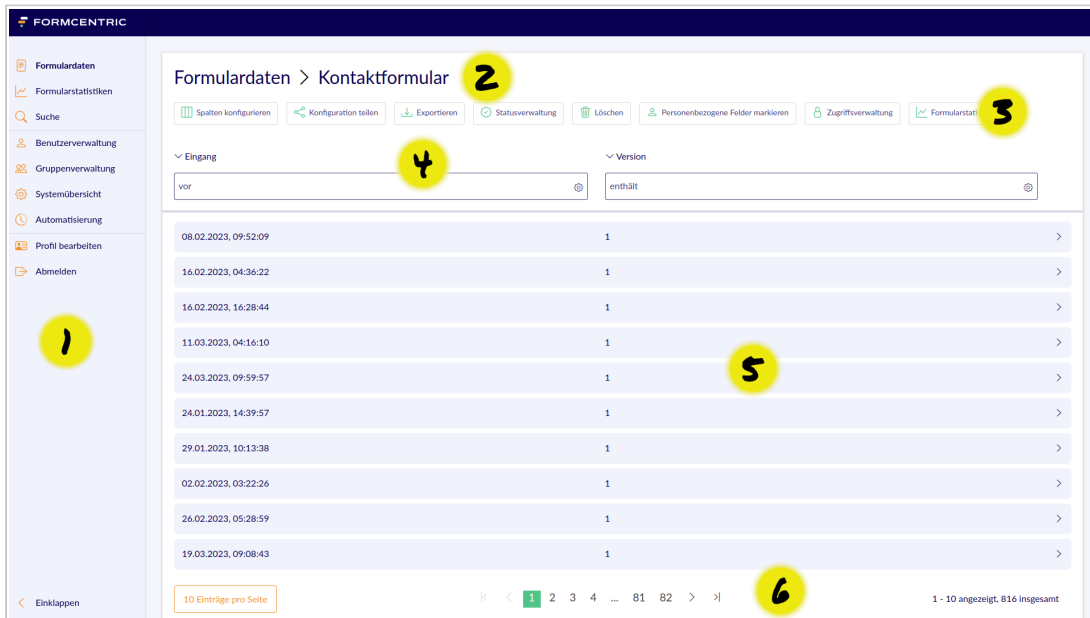 FORMCENTRIC
Formulardaten
Formularstatistiken
Suche
Benutzerverwaltung
Gruppenverwaltung
Systemübersicht
Automatisierung
Profil bearbeiten
Abmelden
1
Einklappen
Formulardaten > Kontaktformular 2
Spalten konfigurieren Konfiguration teilen Exportieren Statusverwaltung Löschen Personenbezogene Felder markieren Zugriffsverwaltung 3
Eingang 4 Version
vor enthält
08.02.2023, 09:52:09 1
16.02.2023, 04:36:22 1
16.02.2023, 16:28:44 1
11.03.2023, 04:16:10 1
24.03.2023, 09:59:57 1 5
24.01.2023, 14:39:57 1
29.01.2023, 10:13:38 1
02.02.2023, 03:22:26 1
26.02.2023, 05:28:59 1
19.03.2023, 09:08:43 1
10 Einträge pro Seite 1 2 3 4 ... 81 82 6 1 - 10 angezeigt, 816 insgesamt